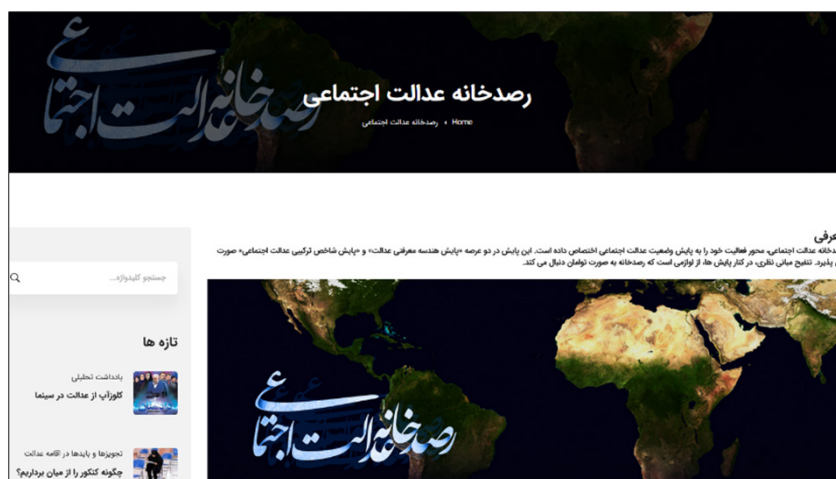 رصدخانه عدالت اجتماعی
رصدخانه عدالت اجتماعی
Home رصدخانه عدالت اجتماعی
عدالت اجتماعی، محور فعالیت خود را به پایش وضعیت عدالت اجتماعی اختصاص داده است. این پایش در دو عرصه «پایش هندسه معرفتی عدالت» و «پایش شاخص ترکیبی عدالت اجتماعی» صورت
پذیرد. تنقیح مبانی نظری، در کنار پایش ها، از لوازمی است که رصدخانه به صورت توامان دنبال می کند.
رصدخانه عدالت اجتماعی
جستجو کلیدواژه...
تازه ها
یادداشت تحلیلی
کلوزآپ از عدالت در سینما
تجویزها و بایدها در اقامه عدالت
چگونه کنکور را از میان برداریم؟